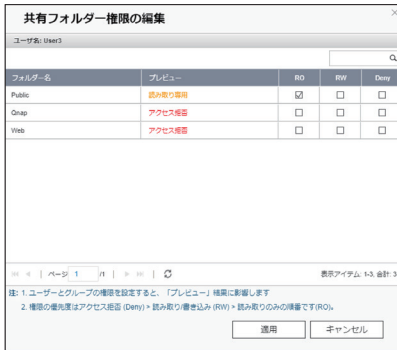 共有フォルダー権限の編集
ユーザ名: User3
フォルダー名 プレビュー RO RW Deny
Public 読み取り専用
Qnap アクセス拒否
Web アクセス拒否
ページ 1 /1 表示アイテム: 1-3, 合計: 3
注: 1. ユーザーとグループの権限を設定すると、「プレビュー」結果に影響します
2. 権限の優先度はアクセス拒否 (Deny) > 読み取り/書き込み (RW) > 読み取りのみの順番です(RO)。
適用 キャンセル